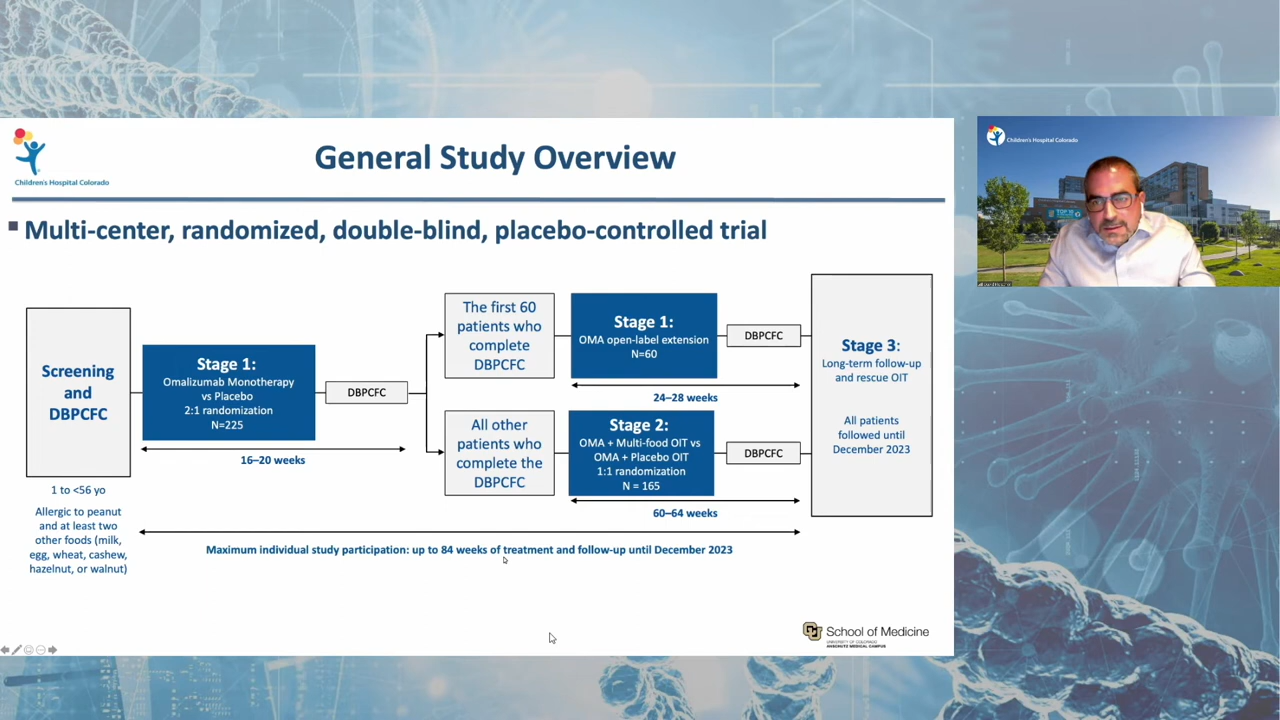 Children's Hospital Colorado
General Study Overview
Multi-center, randomized, double-blind, placebo-controlled trial
Screening
and
DBPCFC
1 to <56 yo
Allergic to peanut
and at least two
other foods (milk,
egg, wheat, cashew,
hazelnut, or walnut)
Stage 1:
Omalizumab Monotherapy
vs Placebo
2:1 randomization
N=225
16–20 weeks
DBPCFC
The first 60
patients who
complete
DBPCFC
Stage 1:
OMA open-label extension
N=60
DBPCFC
24–28 weeks
All other
patients who
complete the
DBPCFC
Stage 2:
OMA + Multi-food OIT vs
OMA + Placebo OIT
1:1 randomization
N = 165
DBPCFC
60–64 weeks
Stage 3:
Long-term follow-up
and rescue OIT
All patients
followed until
December 2023
Maximum individual study participation: up to 84 weeks of treatment and follow-up until December 2023
CU School of Medicine
UNIVERSITY OF COLORADO
ANSCHUTZ MEDICAL CAMPUS
Children's Hospital Colorado
TOP 10